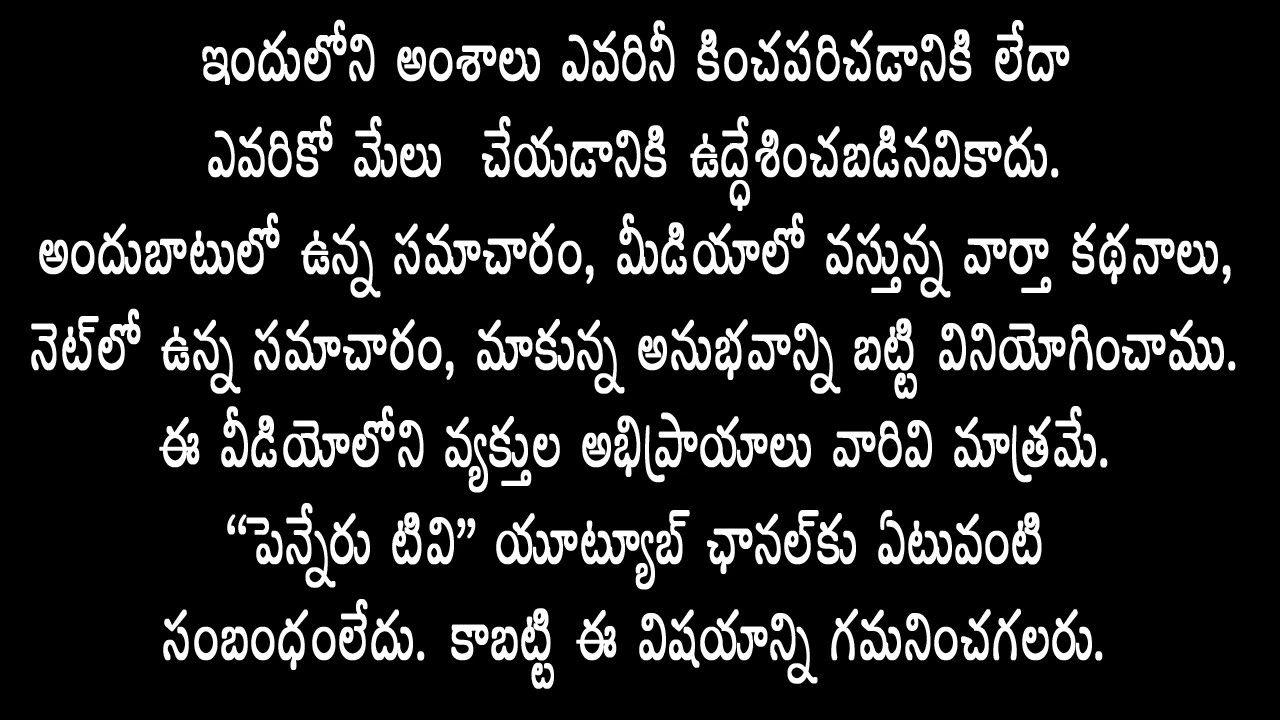 ఇందులోని అంశాలు ఎవరినీ కించపరిచడానికి లేదా
ఎవరికో మేలు చేయడానికి ఉద్ధేశించబడినవికాదు.
అందుబాటులో ఉన్న సమాచారం, మీడియాలో వస్తున్న వార్తా కథనాలు,
నెట్‌లో ఉన్న సమాచారం, మాకున్న అనుభవాన్ని బట్టి వినియోగించాము.
ఈ వీడియోలోని వ్యక్తుల అభిప్రాయాలు వారివి మాత్రమే.
“పెన్నేరు టివి” యూట్యూబ్ ఛానల్‌కు ఏటువంటి
సంబంధంలేదు. కాబట్టి ఈ విషయాన్ని గమనించగలరు.